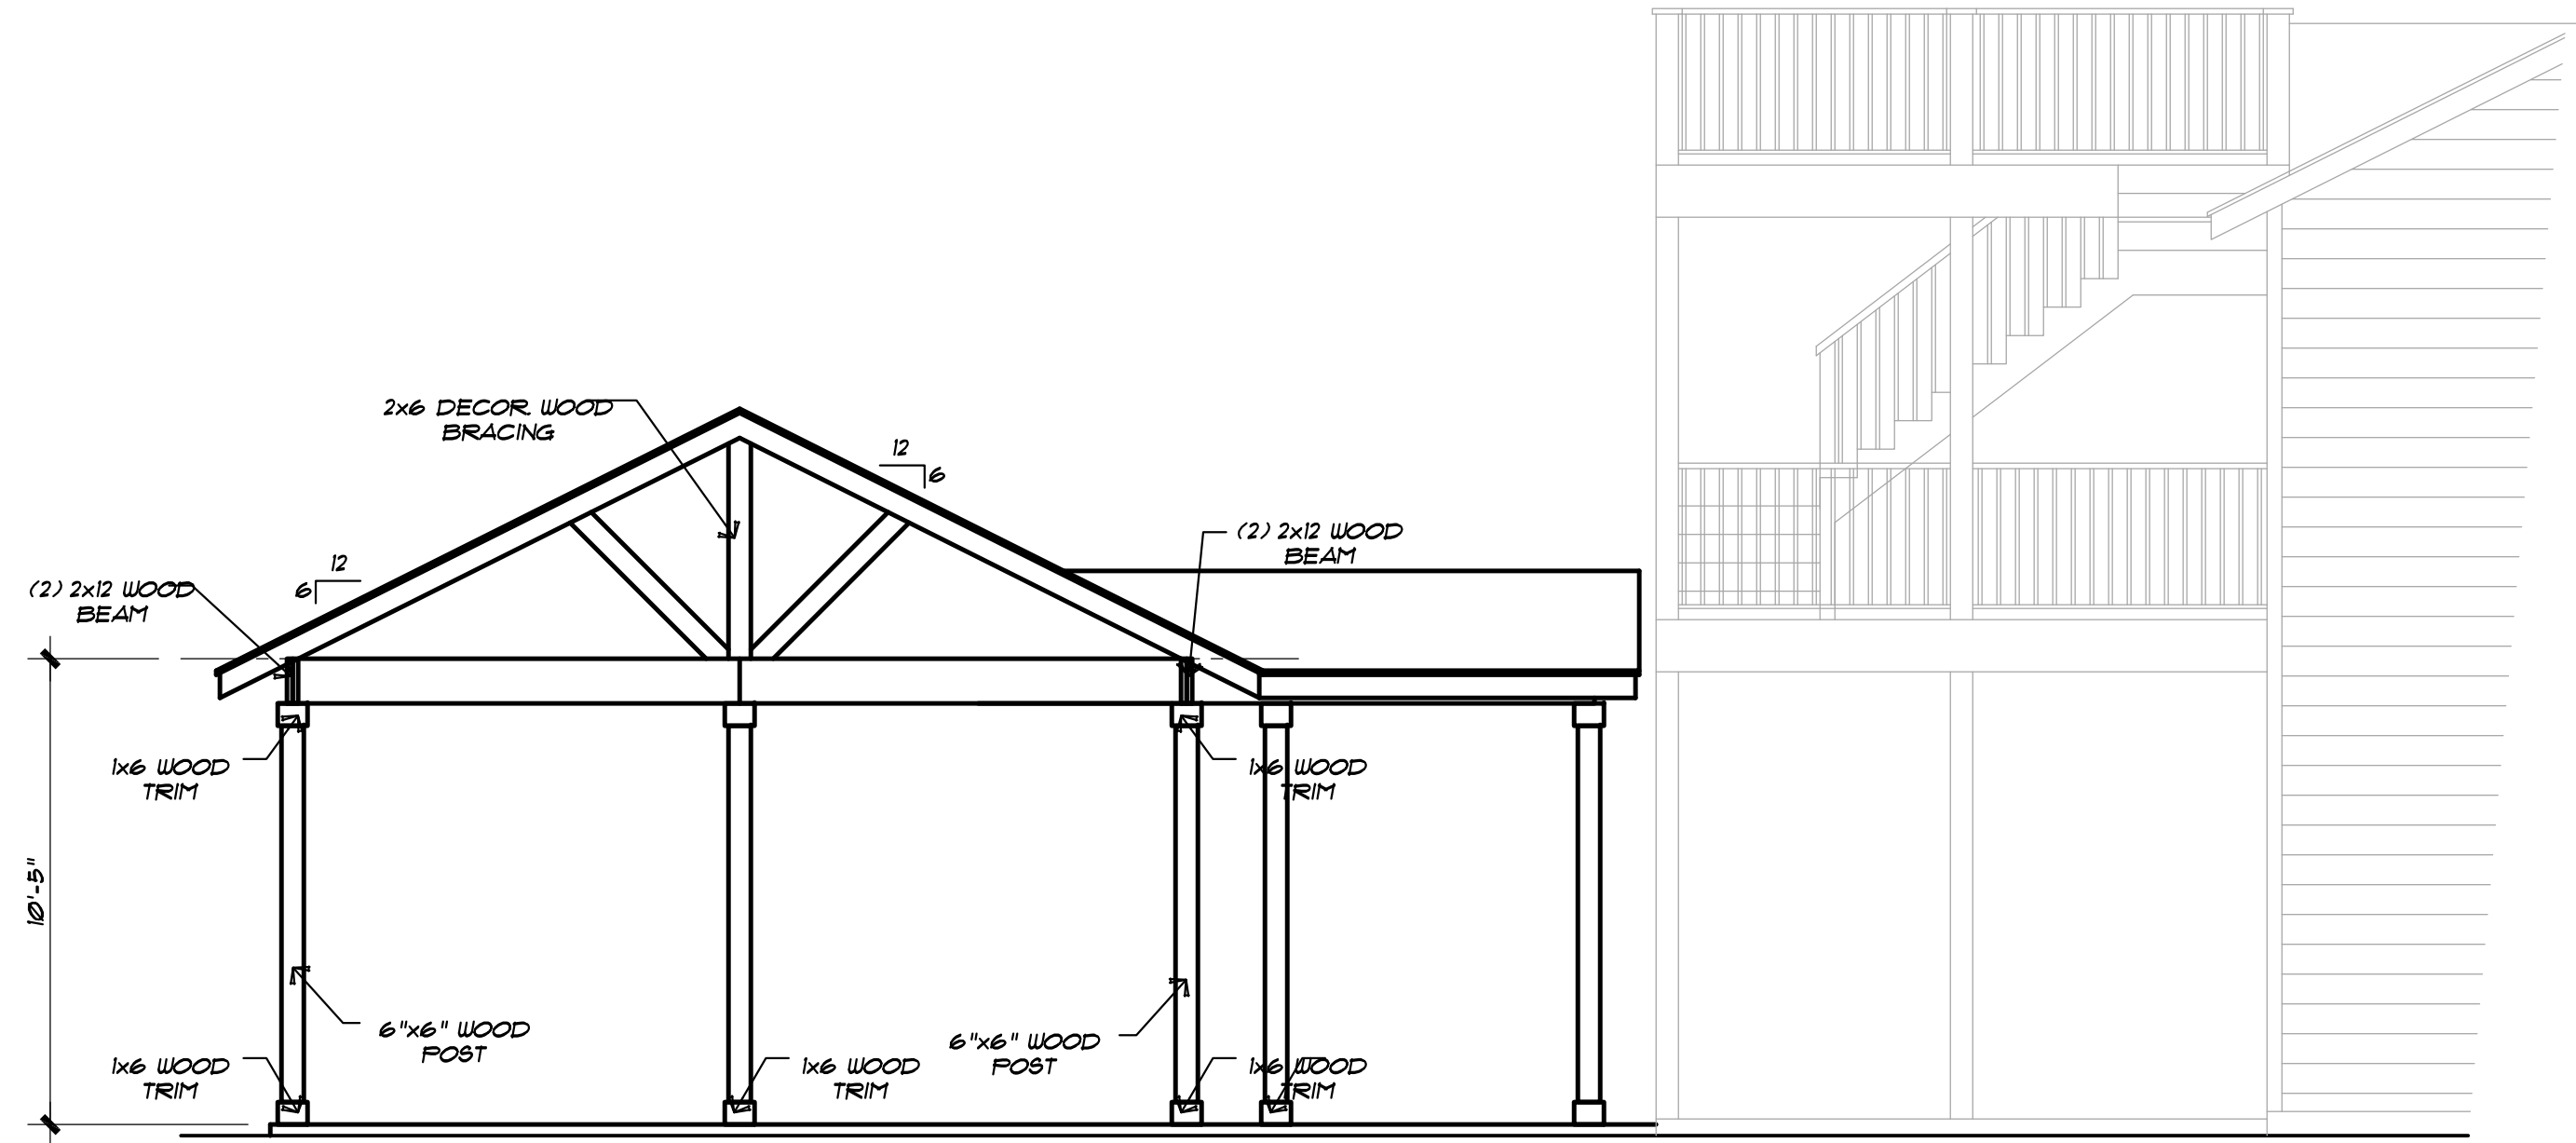 2x6 DECOR. WOOD
BRACING
12
6
(2) 2x12 WOOD
BEAM
12
6
(2) 2x12 WOOD
BEAM
1x6 WOOD
TRIM
1x6 WOOD
TRIM
10'-5"
6"x6" WOOD
POST
6"x6" WOOD
POST
1x6 WOOD
TRIM
1x6 WOOD
TRIM
1x6 WOOD
TRIM